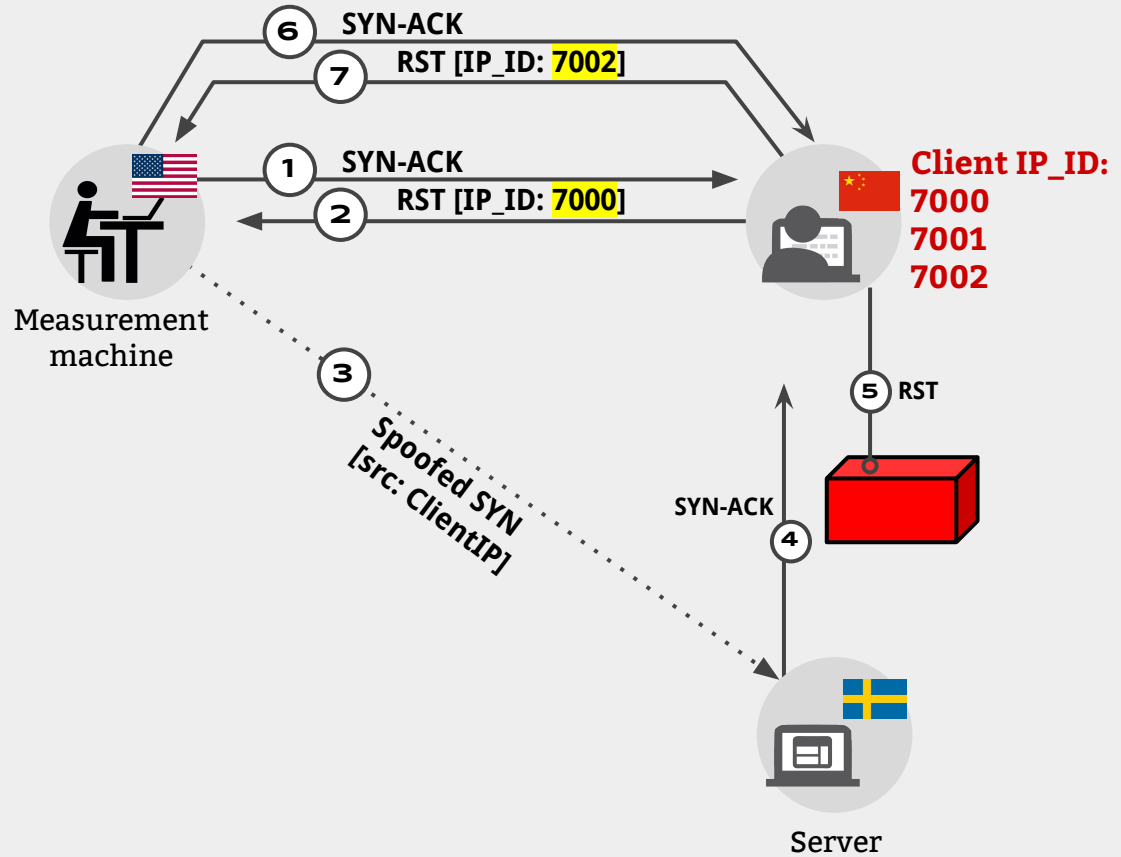 6
SYN-ACK
7
RST [IP_ID: 7002]
1
SYN-ACK
2
RST [IP_ID: 7000]
Client IP_ID:
7000
7001
7002
Measurement
machine
3
Spoofed SYN
[src: ClientIP]
5
RST
SYN-ACK
4
Server